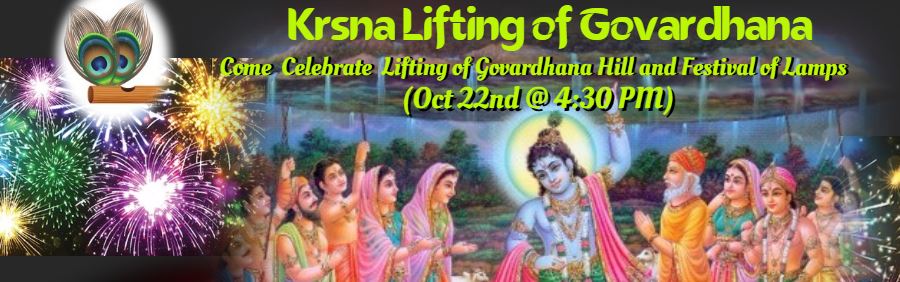 Krsna Lifting of Govardhana
Come Celebrate Lifting of Govardhana Hill and Festival of Lamps
(Oct 22nd @ 4:30 PM)